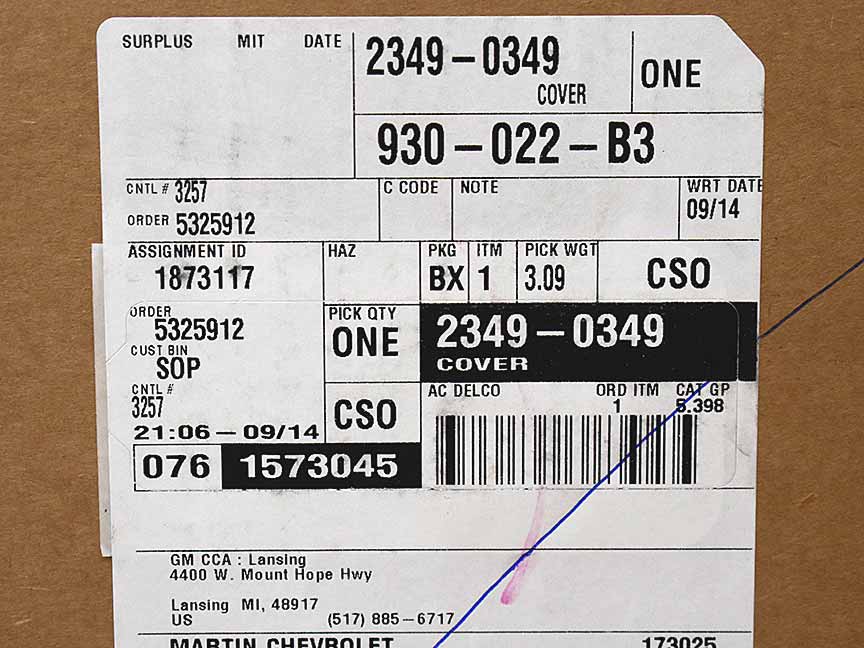 SURPLUS MIT DATE
2349-0349
COVER
ONE
930-022-B3
CNTL # 3257
ORDER 5325912
C CODE
NOTE
WRT DATE
09/14
ASSIGNMENT ID
1873117
HAZ
PKG
BX
ITM
1
PICK WGT
3.09
CSO
ORDER
5325912
CUST BIN
SOP
CNTL #
3257
21:06-09/14
PICK QTY
ONE
CSO
2349-0349
COVER
AC DELCO
ORD ITM
1
CAT GP
5.398
076 1573045
GM CCA : Lansing
4400 W. Mount Hope Hwy
Lansing MI, 48917
US (517) 885-6717
MARTIN CHEVROLET 173025